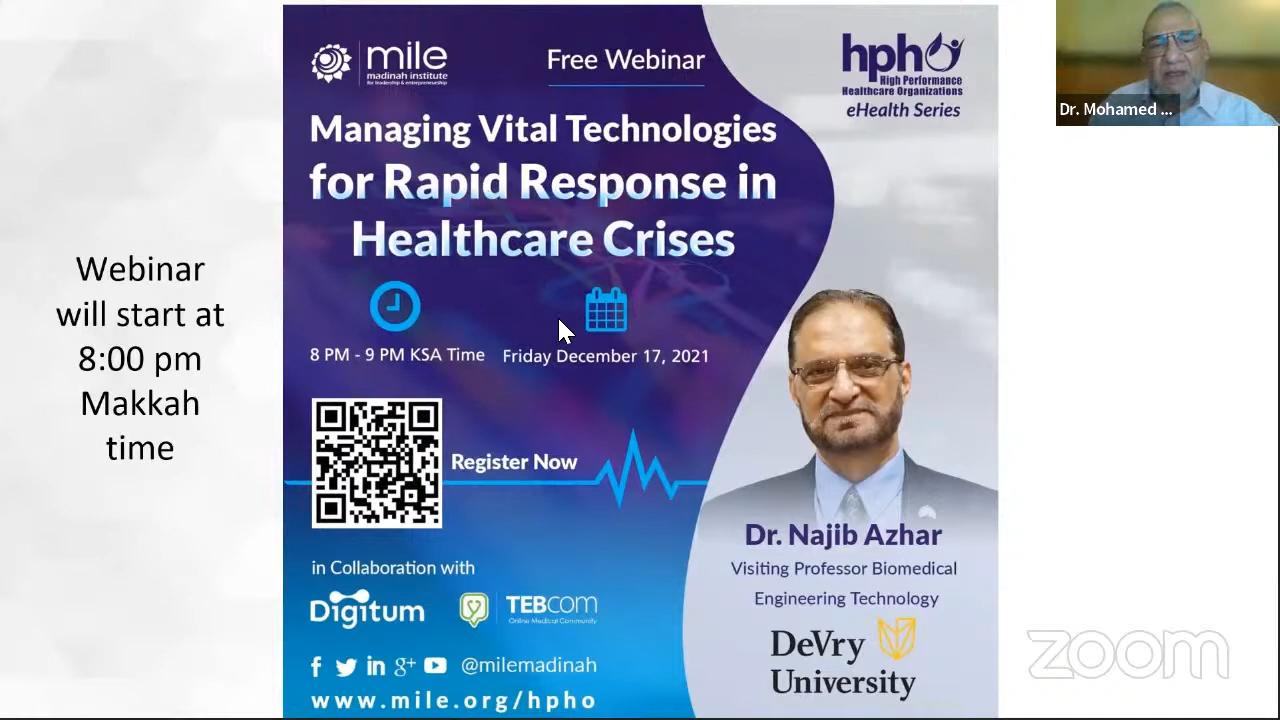 Webinar
will start at
8:00 pm
Makkah
time
mile
madinah institute
for leadership & entrepreneurship
Free Webinar
hpho
High Performance
Healthcare Organizations
eHealth Series
Managing Vital Technologies
for Rapid Response in
Healthcare Crises
8 PM - 9 PM KSA Time
Friday December 17, 2021
Register Now
in Collaboration with
Digitum
TEBCOM
Online Medical Community
@milemadinah
www.mile.org/hpho
Dr. Najib Azhar
Visiting Professor Biomedical
Engineering Technology
DeVry
University
Dr. Mohamed ...
zoom